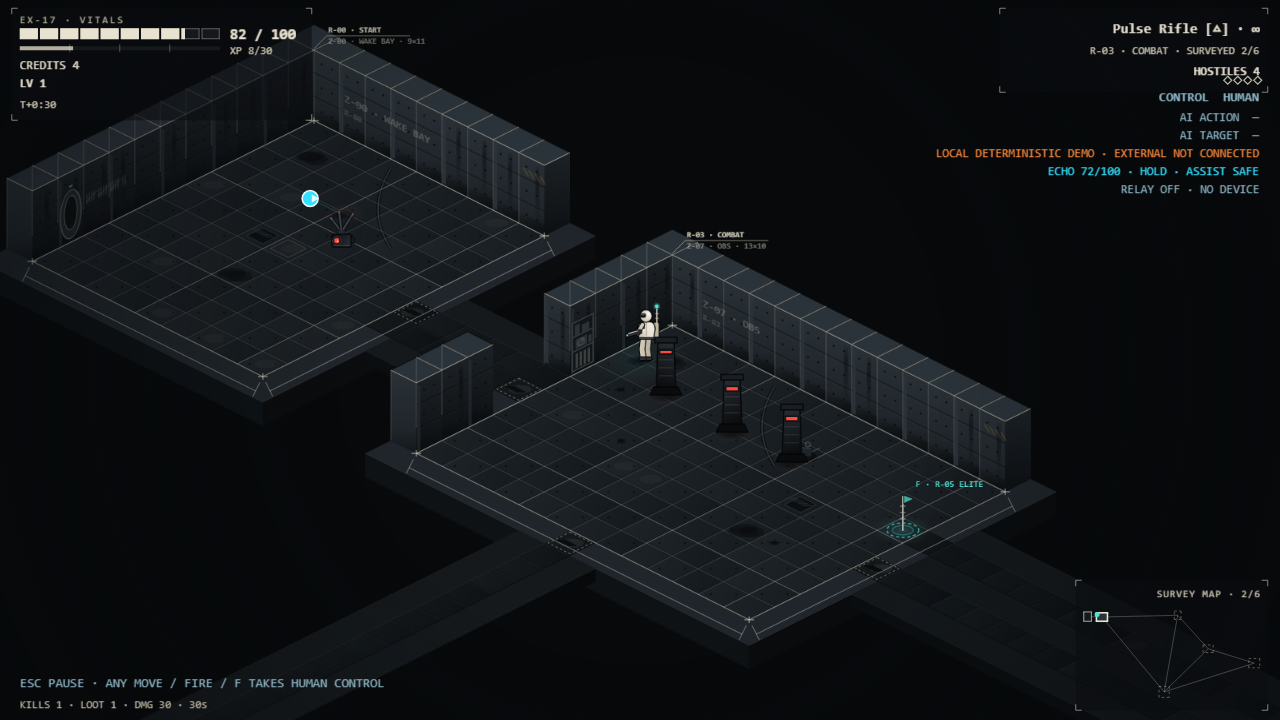 EX-17 · VITALS
82 / 100
XP 8/30
CREDITS 4
LV 1
T+0:30
R-00 · START
Z-00 · WAKE BAY · 9×11
Z-00 · WAKE BAY
R-00
Pulse Rifle [△] · ∞
R-03 · COMBAT · SURVEYED 2/6
HOSTILES 4
CONTROL HUMAN
AI ACTION —
AI TARGET —
LOCAL DETERMINISTIC DEMO · EXTERNAL NOT CONNECTED
ECHO 72/100 · HOLD · ASSIST SAFE
RELAY OFF · NO DEVICE
R-03 · COMBAT
Z-07 · OBS · 13×10
Z-07 · OBS
R-03
F · R-05 ELITE
SURVEY MAP · 2/6
ESC PAUSE · ANY MOVE / FIRE / F TAKES HUMAN CONTROL
KILLS 1 · LOOT 1 · DMG 30 · 30s